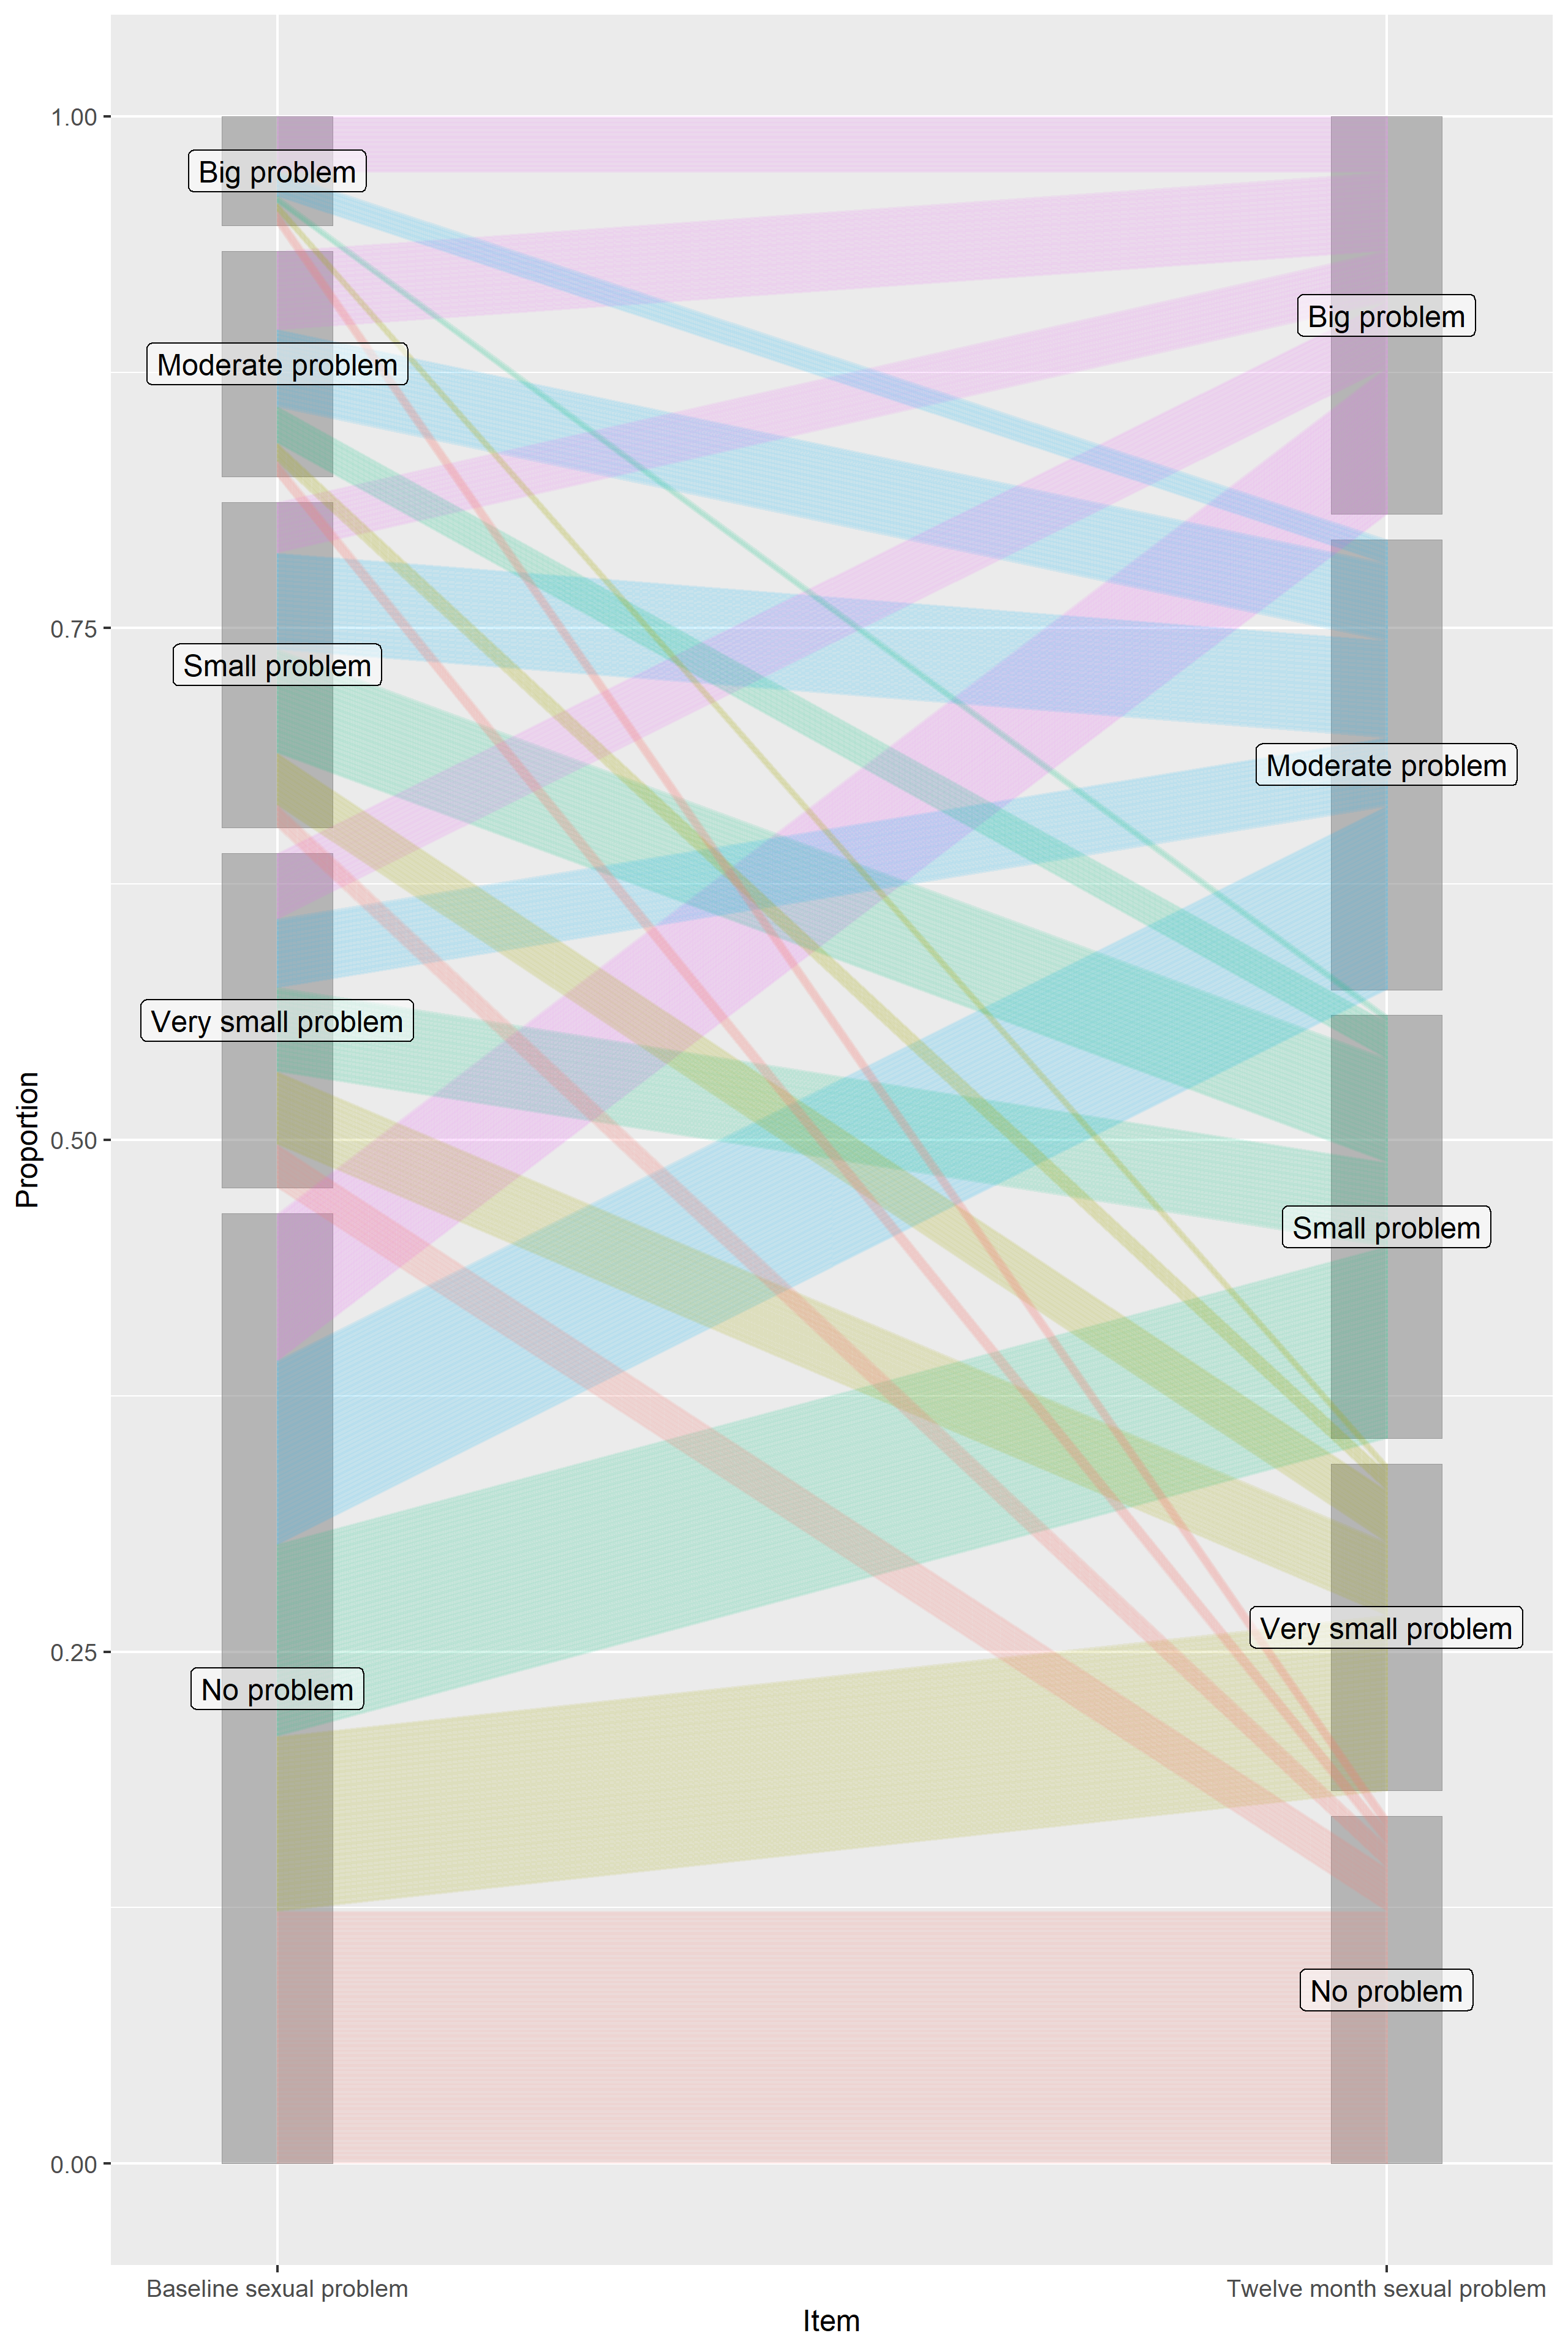 1.00
0.75
0.50
0.25
0.00
Proportion
Big problem
Moderate problem
Small problem
Very small problem
No problem
Big problem
Moderate problem
Small problem
Very small problem
No problem
Baseline sexual problem
Twelve month sexual problem
Item